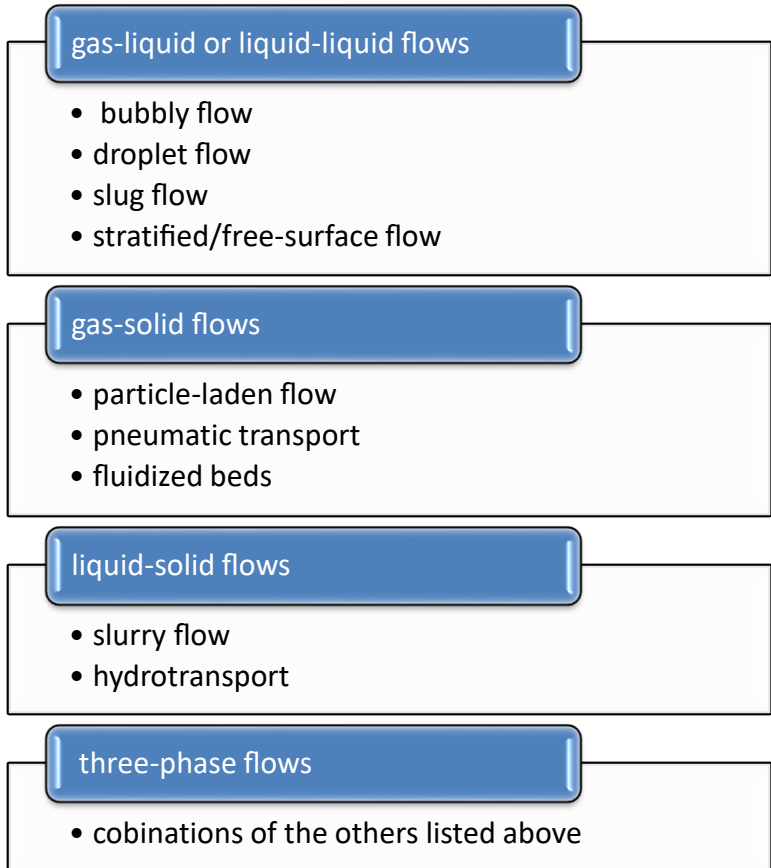 gas-liquid or liquid-liquid flows
• bubbly flow
• droplet flow
• slug flow
• stratified/free-surface flow
gas-solid flows
• particle-laden flow
• pneumatic transport
• fluidized beds
liquid-solid flows
• slurry flow
• hydrotransport
three-phase flows
• cobinations of the others listed above